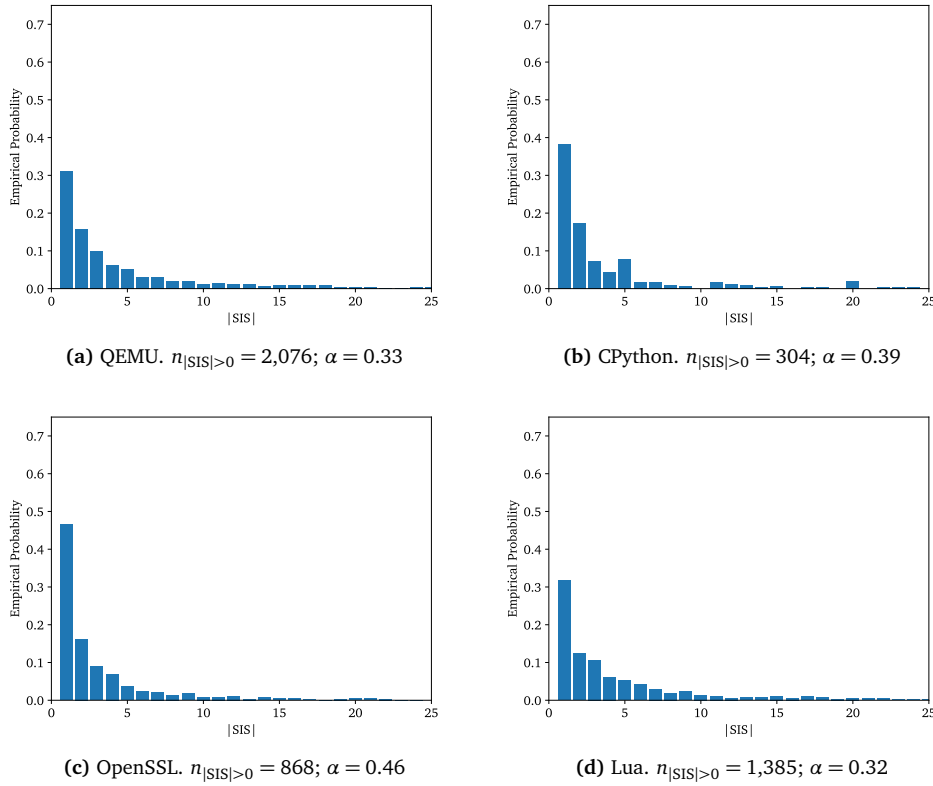 0.7
0.6
0.5
0.4
0.3
0.2
0.1
0.0
Empirical Probability
0 5 10 15 20 25
|SIS|
(a) QEMU. n|SIS|>0 = 2,076; α = 0.33
0.7
0.6
0.5
0.4
0.3
0.2
0.1
0.0
Empirical Probability
0 5 10 15 20 25
|SIS|
(b) CPython. n|SIS|>0 = 304; α = 0.39
0.7
0.6
0.5
0.4
0.3
0.2
0.1
0.0
Empirical Probability
0 5 10 15 20 25
|SIS|
(c) OpenSSL. n|SIS|>0 = 868; α = 0.46
0.7
0.6
0.5
0.4
0.3
0.2
0.1
0.0
Empirical Probability
0 5 10 15 20 25
|SIS|
(d) Lua. n|SIS|>0 = 1,385; α = 0.32